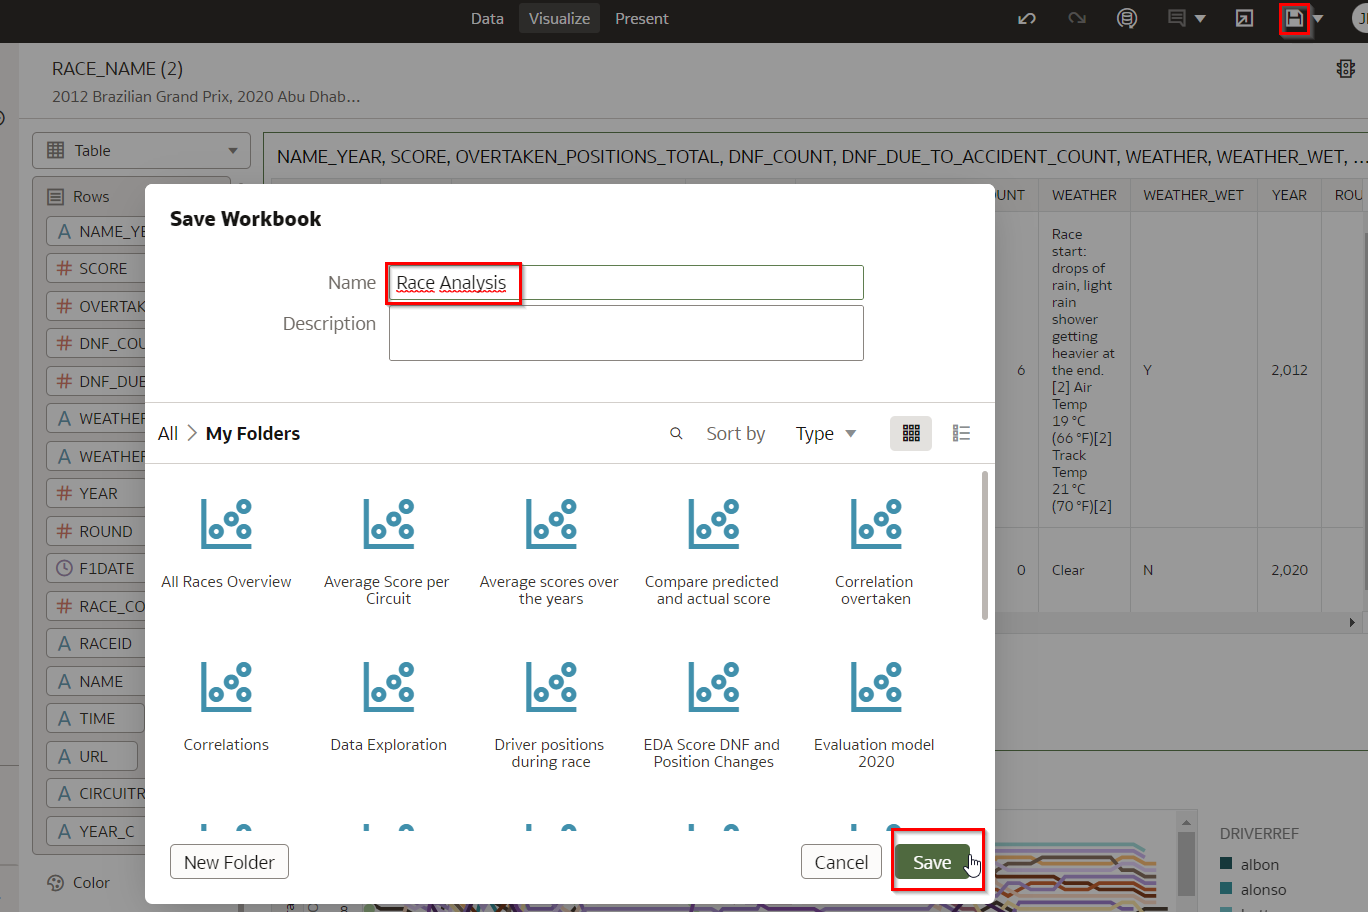 Data Visualize Present
RACE_NAME (2)
2012 Brazilian Grand Prix, 2020 Abu Dhab...
Table
NAME_YEAR, SCORE, OVERTAKEN_POSITIONS_TOTAL, DNF_COUNT, DNF_DUE_TO_ACCIDENT_COUNT, WEATHER, WEATHER_WET, ...
Rows
NAME_YE
SCORE
OVERTAK
DNF_COU
DNF_DUE
WEATHER
WEATHER
YEAR
ROUND
F1DATE
RACE_CO
RACEID
NAME
TIME
URL
CIRCUITR
YEAR_C
Color
OUNT WEATHER WEATHER_WET YEAR ROU
6
Race
start:
drops of
rain, light
rain
shower
getting
heavier at
the end.
[2] Air
Temp
19 °C
(66 °F)[2]
Track
Temp
21 °C
(70 °F)[2]
Y
2,012
0 Clear N 2,020
Save Workbook
Name Race Analysis
Description
All > My Folders
Sort by Type
All Races Overview
Average Score per
Circuit
Average scores over
the years
Compare predicted
and actual score
Correlation
overtaken
Correlations
Data Exploration
Driver positions
during race
EDA Score DNF and
Position Changes
Evaluation model
2020
New Folder Cancel Save
DRIVERREF
albon
alonso
8